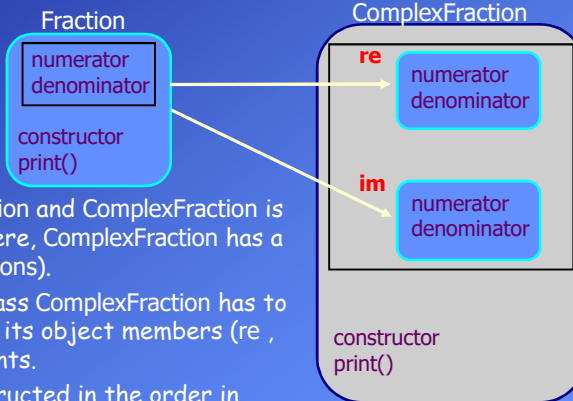 Fraction
numerator
denominator
constructor
print()
ComplexFraction
re
numerator
denominator
im
numerator
denominator
constructor
print()
ion and ComplexFraction is
ere, ComplexFraction has a
ons).
ass ComplexFraction has to
its object members (re ,
nts.
ructed in the order in